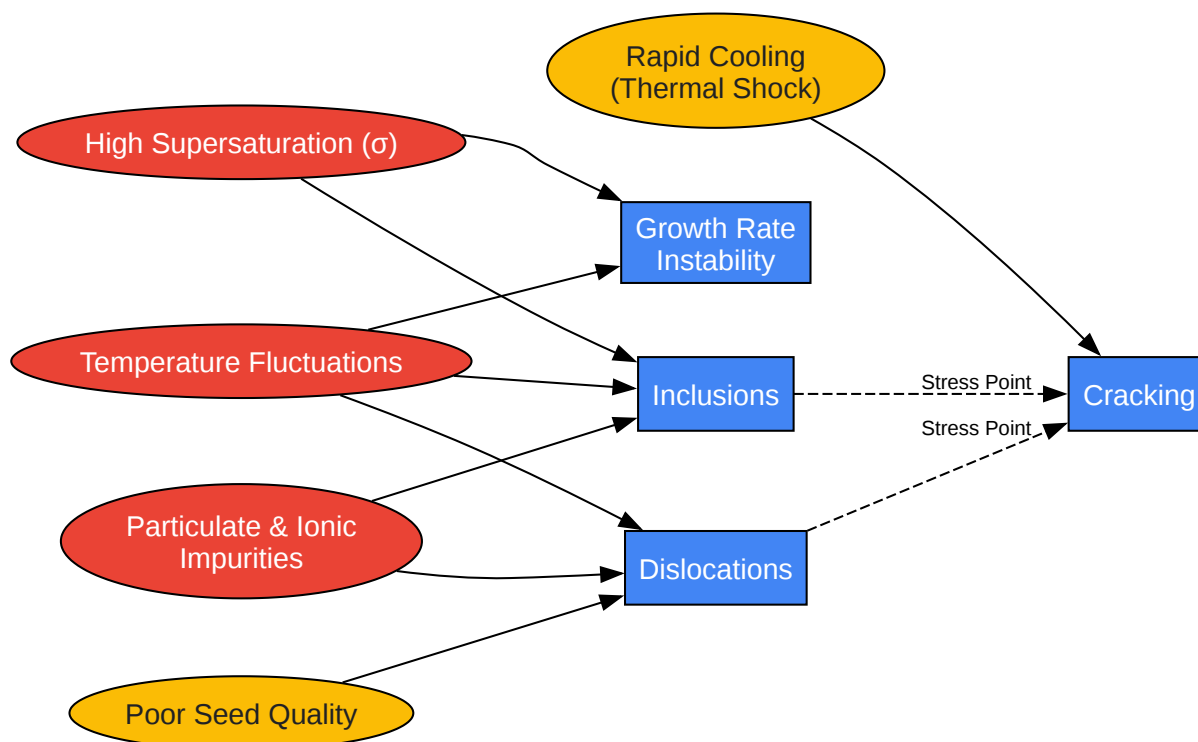 Rapid Cooling
(Thermal Shock)
High Supersaturation (σ)
Growth Rate
Instability
Temperature Fluctuations
Inclusions
Stress Point
Cracking
Stress Point
Particulate & Ionic
Impurities
Dislocations
Poor Seed Quality